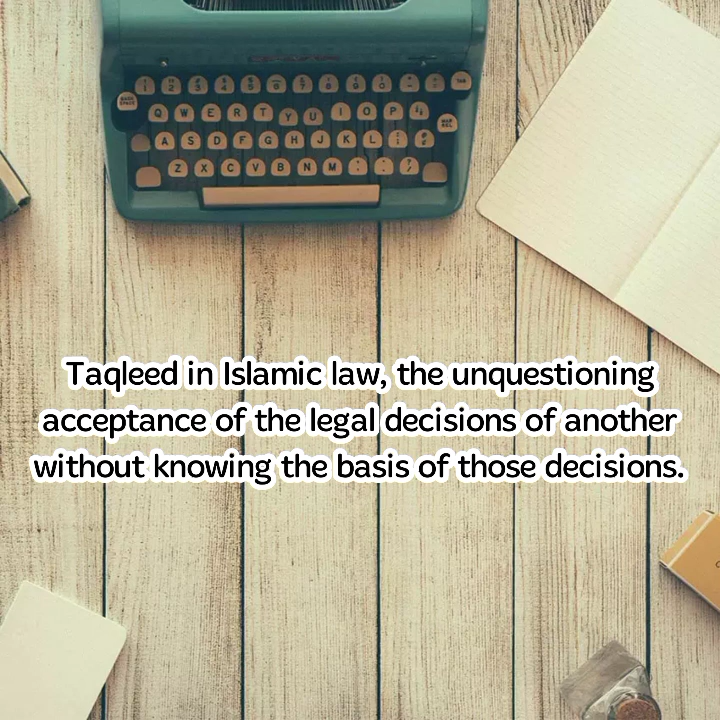 Taqleed in Islamic law, the unquestioning
acceptance of the legal decisions of another
without knowing the basis of those decisions.
Q W E R T Y U I O P
A S D F G H J K L
Z X C V B N M